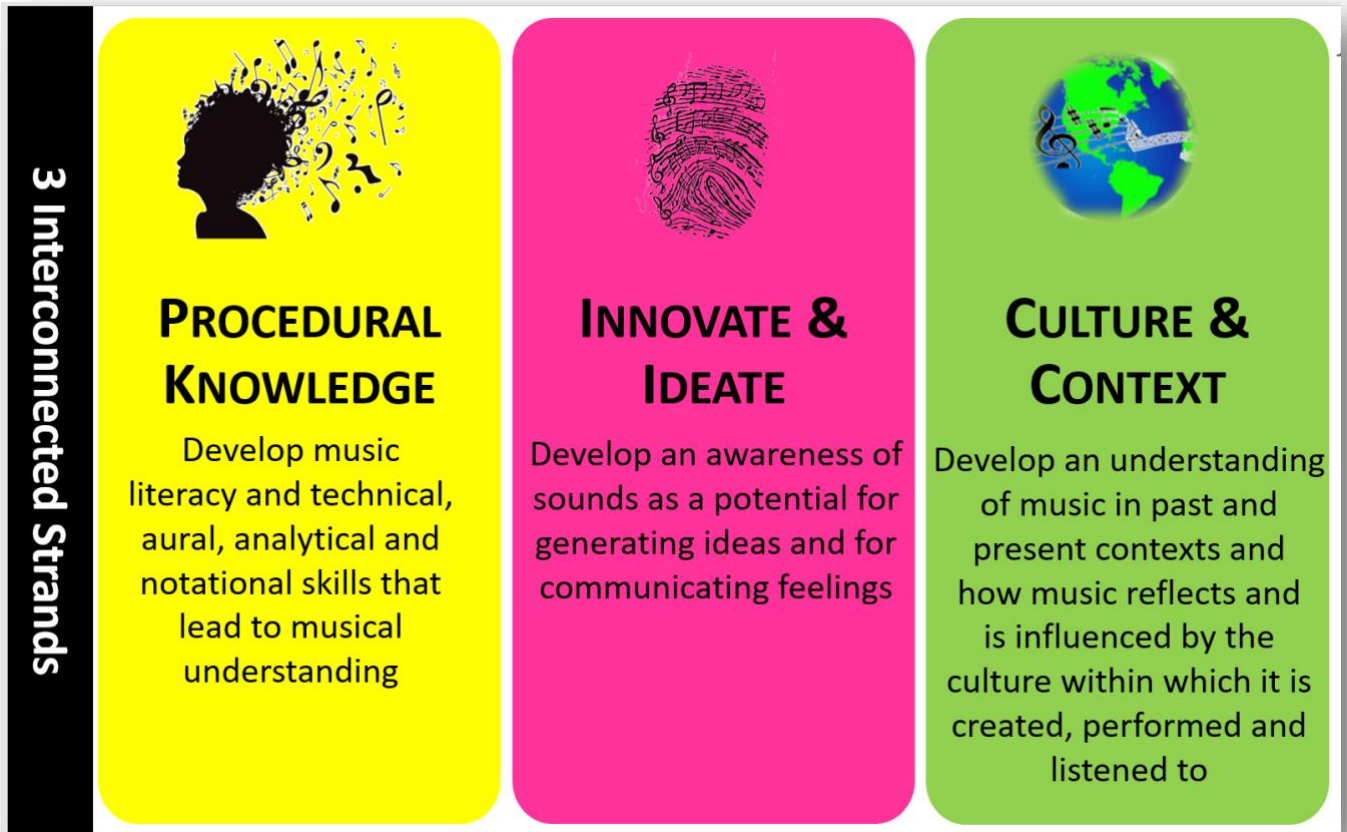 3 Interconnected Strands
PROCEDURAL
KNOWLEDGE
Develop music
literacy and technical,
aural, analytical and
notational skills that
lead to musical
understanding
INNOVATE &
IDEATE
Develop an awareness of
sounds as a potential for
generating ideas and for
communicating feelings
CULTURE &
CONTEXT
Develop an understanding
of music in past and
present contexts and
how music reflects and
is influenced by the
culture within which it is
created, performed and
listened to